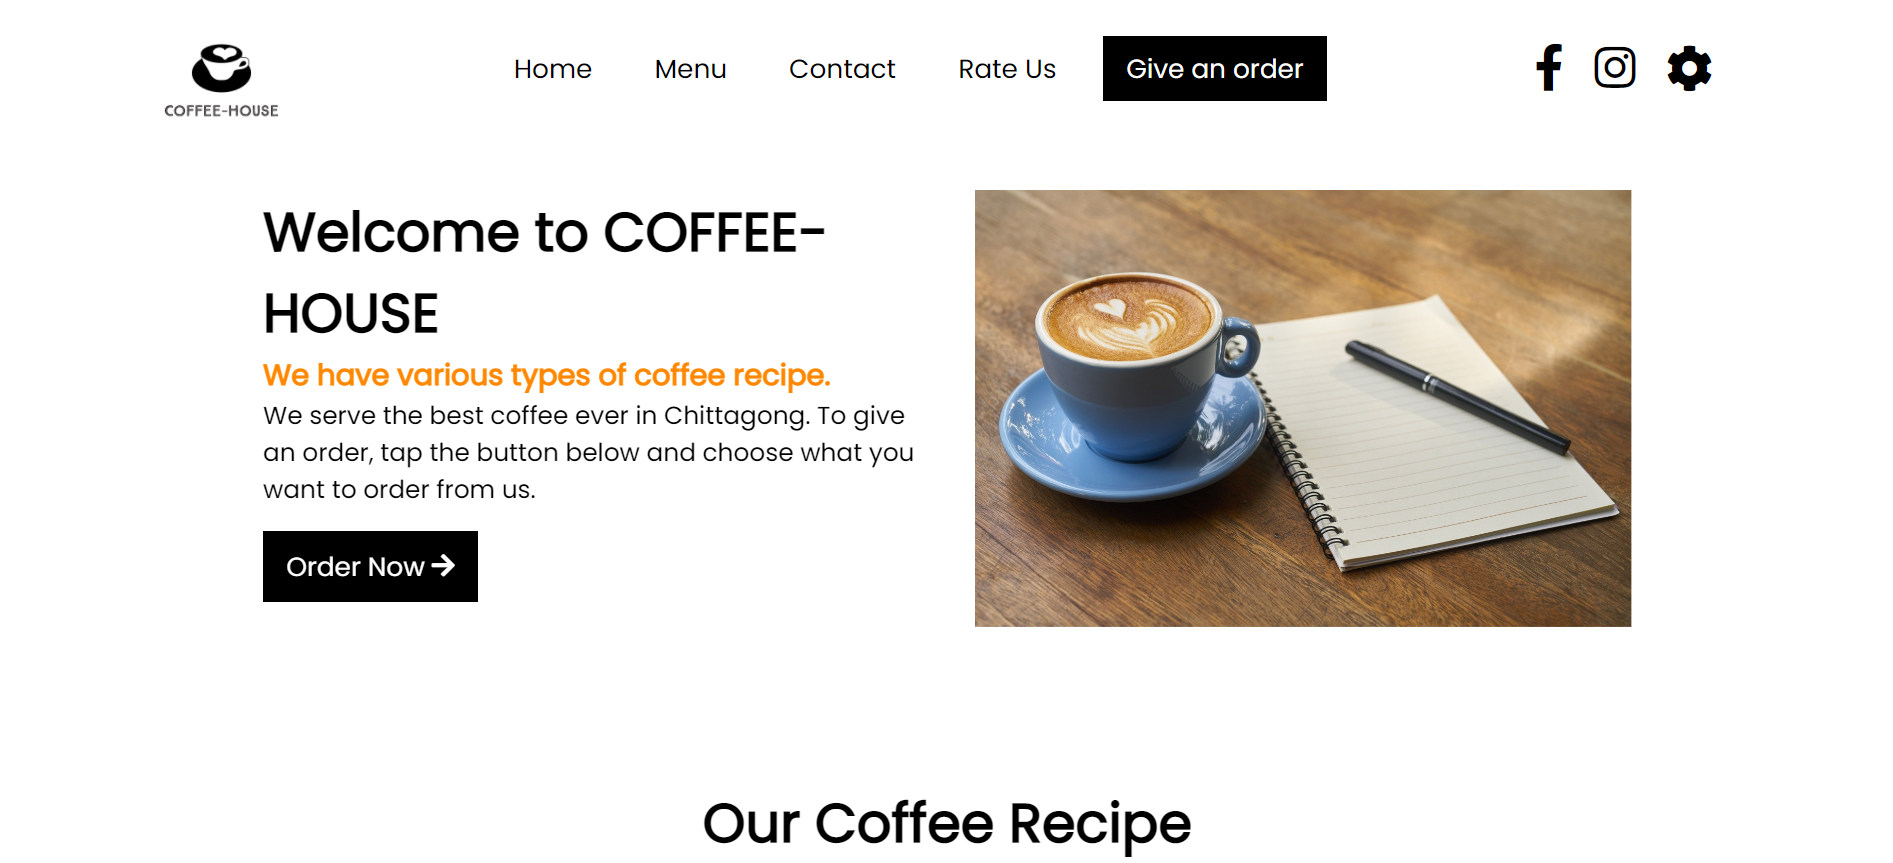 COFFEE-HOUSE
Home
Menu
Contact
Rate Us
Give an order
Welcome to COFFEE-
HOUSE
We have various types of coffee recipe.
We serve the best coffee ever in Chittagong. To give
an order, tap the button below and choose what you
want to order from us.
Order Now
Our Coffee Recipe